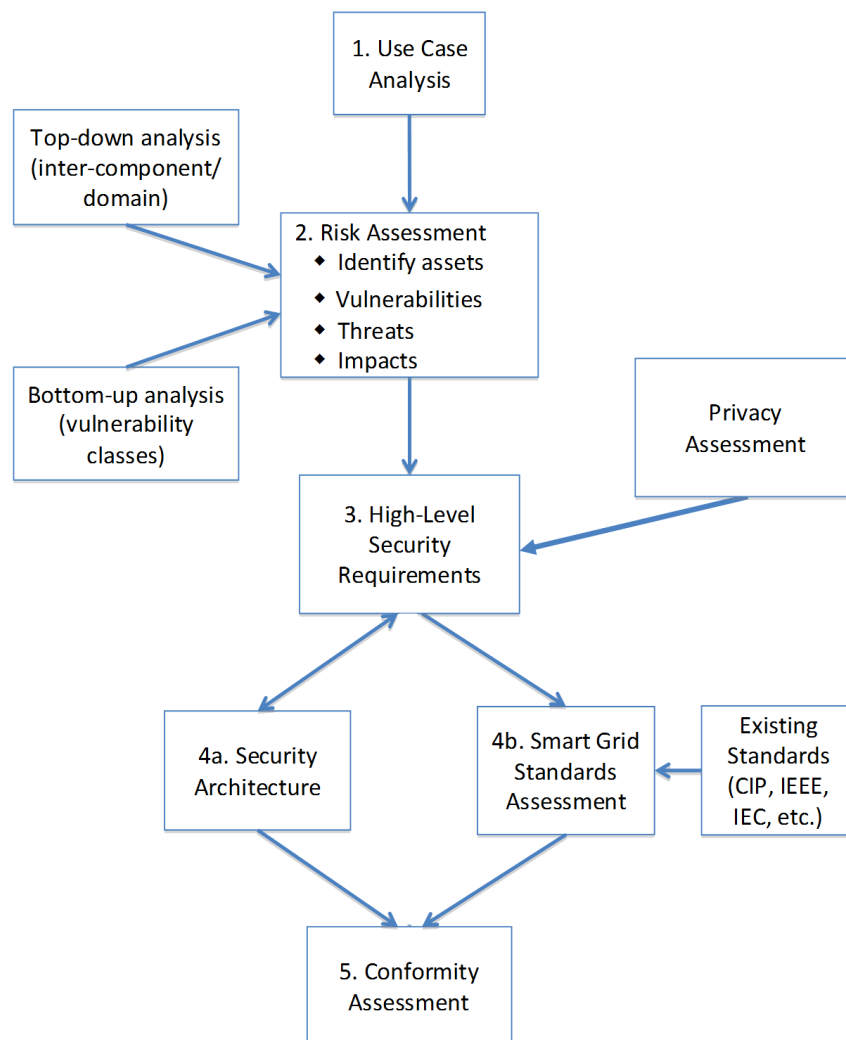 1. Use Case
Analysis
Top-down analysis
(inter-component/
domain)
2. Risk Assessment
◆ Identify assets
◆ Vulnerabilities
◆ Threats
◆ Impacts
Bottom-up analysis
(vulnerability
classes)
Privacy
Assessment
3. High-Level
Security
Requirements
4a. Security
Architecture
4b. Smart Grid
Standards
Assessment
Existing
Standards
(CIP, IEEE,
IEC, etc.)
5. Conformity
Assessment